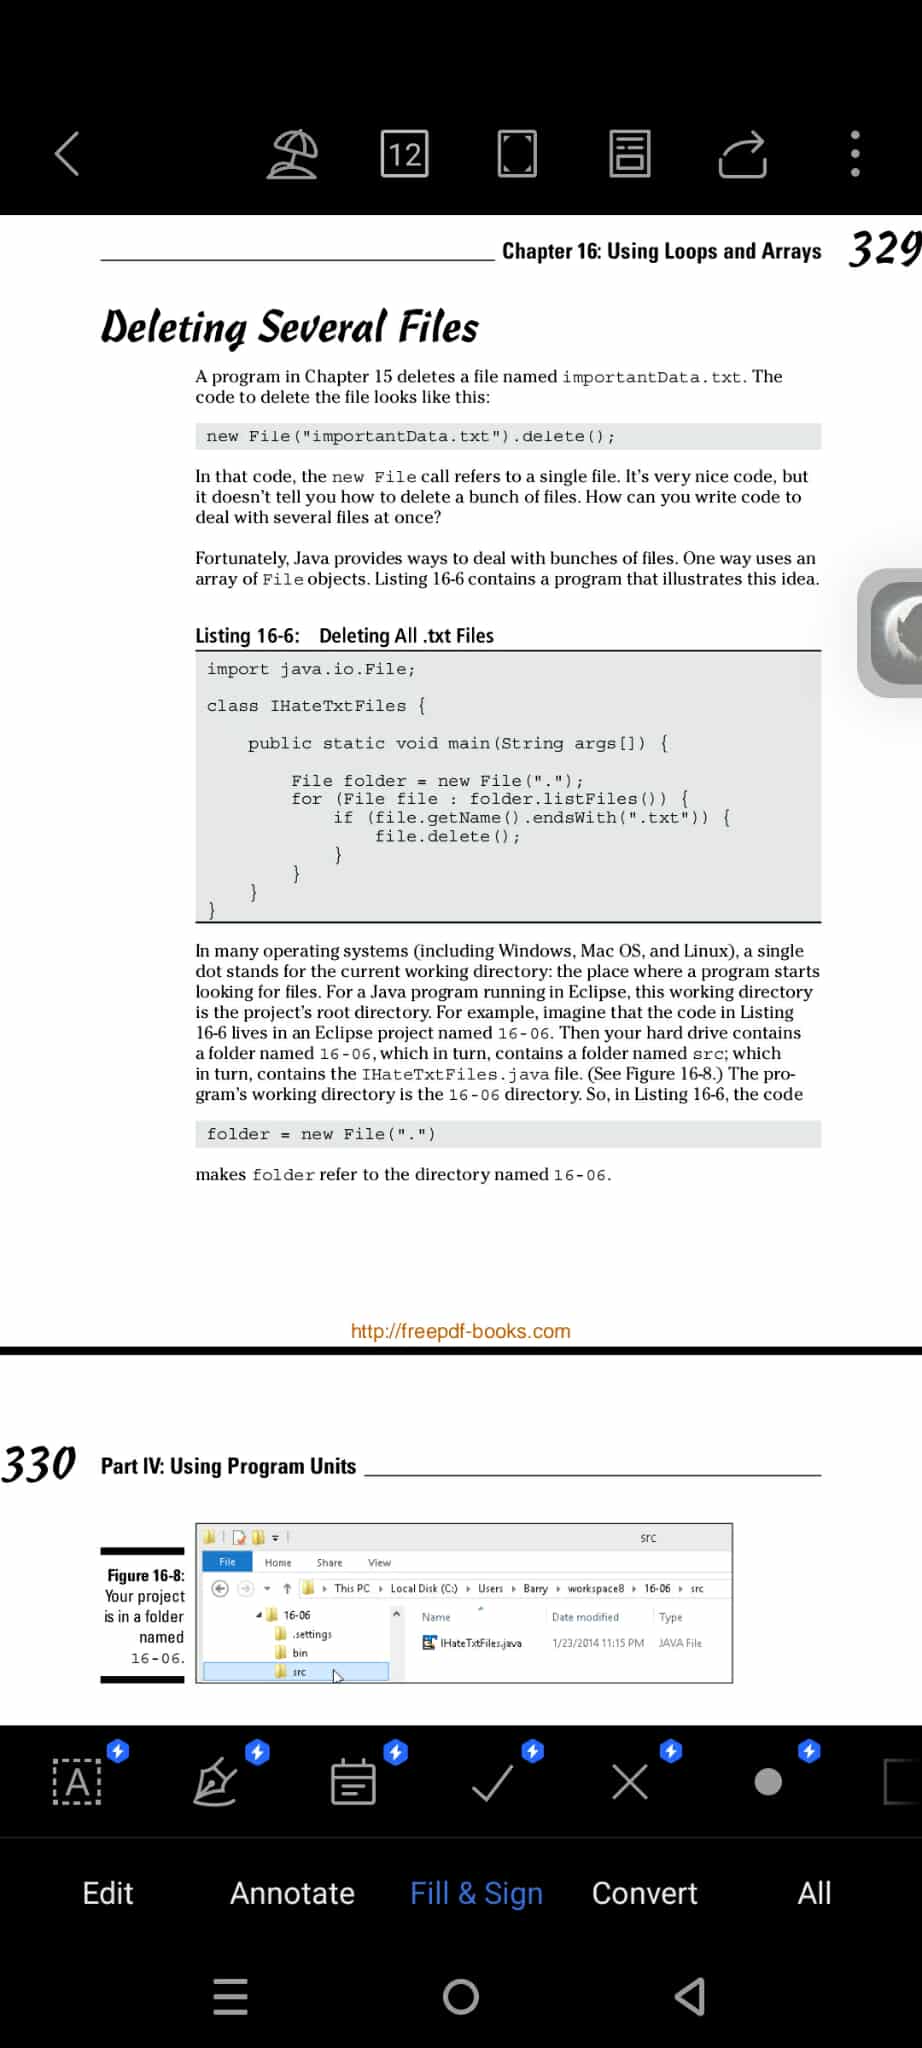 12
Chapter 16: Using Loops and Arrays 329
Deleting Several Files
A program in Chapter 15 deletes a file named importantData.txt. The
code to delete the file looks like this:
new File("importantData.txt").delete();
In that code, the new File call refers to a single file. It's very nice code, but
it doesn't tell you how to delete a bunch of files. How can you write code to
deal with several files at once?
Fortunately, Java provides ways to deal with bunches of files. One way uses an
array of File objects. Listing 16-6 contains a program that illustrates this idea.
Listing 16-6: Deleting All .txt Files
import java.io.File;
class IHateTxtFiles {
public static void main(String args[]) {
File folder = new File(".");
for (File file : folder.listFiles()) {
if (file.getName().endsWith(".txt")) {
file.delete();
}
}
}
}
In many operating systems (including Windows, Mac OS, and Linux), a single
dot stands for the current working directory: the place where a program starts
looking for files. For a Java program running in Eclipse, this working directory
is the project's root directory. For example, imagine that the code in Listing
16-6 lives in an Eclipse project named 16-06. Then your hard drive contains
a folder named 16-06, which in turn, contains a folder named src; which
in turn, contains the IHateTxtFiles.java file. (See Figure 16-8.) The pro-
gram's working directory is the 16-06 directory. So, in Listing 16-6, the code
folder = new File(".")
makes folder refer to the directory named 16-06.
http://freepdf-books.com
330 Part IV: Using Program Units
Figure 16-8:
Your project
is in a folder
named
16-06.
src
File Home Share View
This PC Local Disk (C:) Users Barry workspace8 16-06 src
16-06
.settings
bin
src
Name Date modified Type
IHateTxtFiles.java 1/23/2014 11:15 PM JAVA File
A
Edit Annotate Fill & Sign Convert All